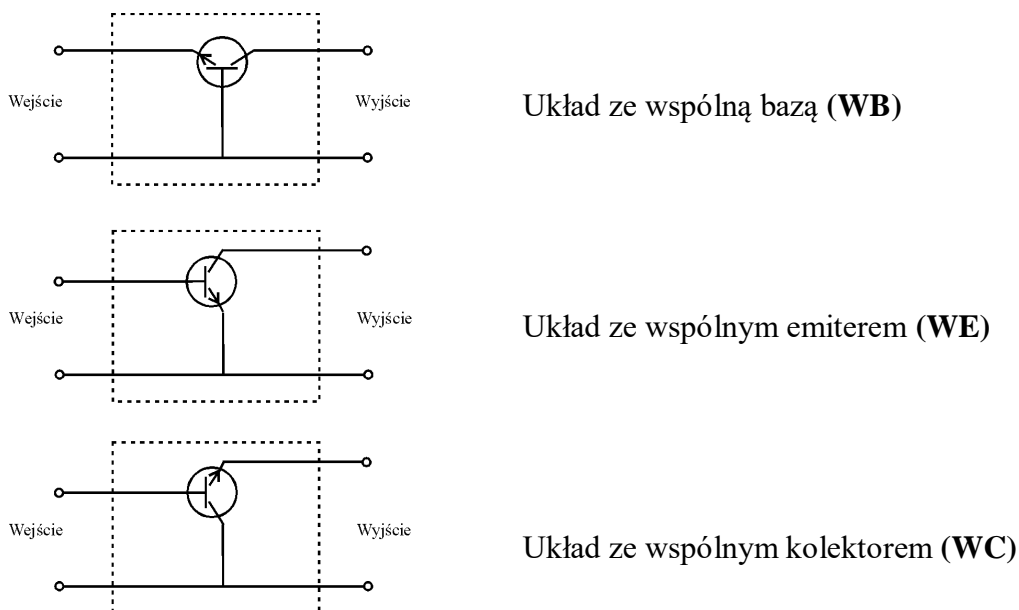 Wejście
Wyjście
Układ ze wspólną bazą (WB)
Wejście
Wyjście
Układ ze wspólnym emiterem (WE)
Wejście
Wyjście
Układ ze wspólnym kolektorem (WC)